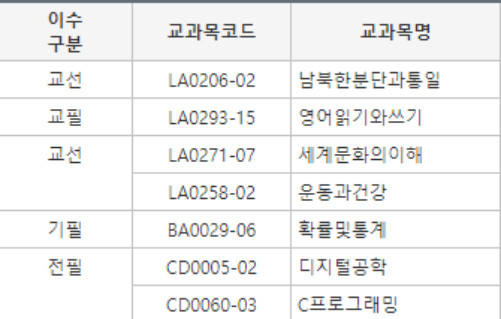 이수
구분
교과목코드 교과목명
교선 LA0206-02 남북한분단과통일
교필 LA0293-15 영어읽기와쓰기
교선 LA0271-07 세계문화의이해
LA0258-02 운동과건강
기필 BA0029-06 확률및통계
전필 CD0005-02 디지털공학
CD0060-03 C프로그래밍